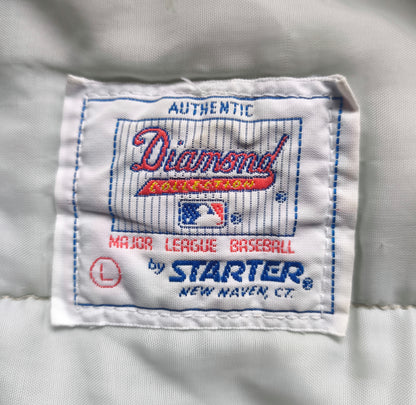 AUTHENTIC
Diamond
COLLECTION
®
®
MAJOR LEAGUE BASEBALL
L by STARTER®
NEW HAVEN, CT.